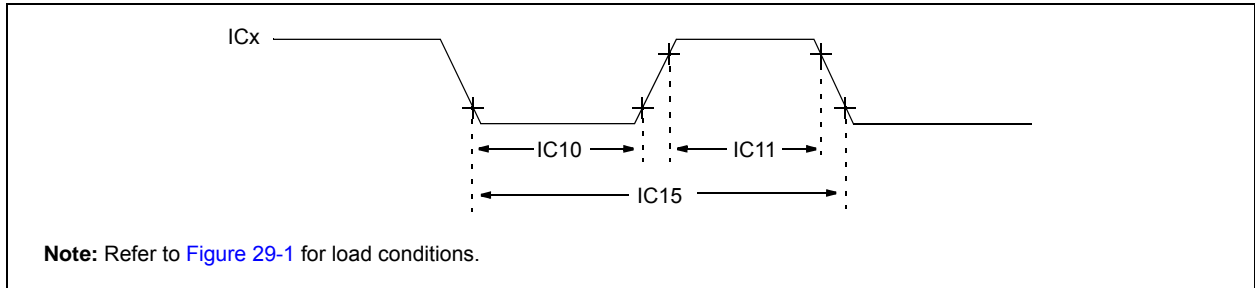 ICx
IC10
IC11
IC15
Note: Refer to Figure 29-1 for load conditions.